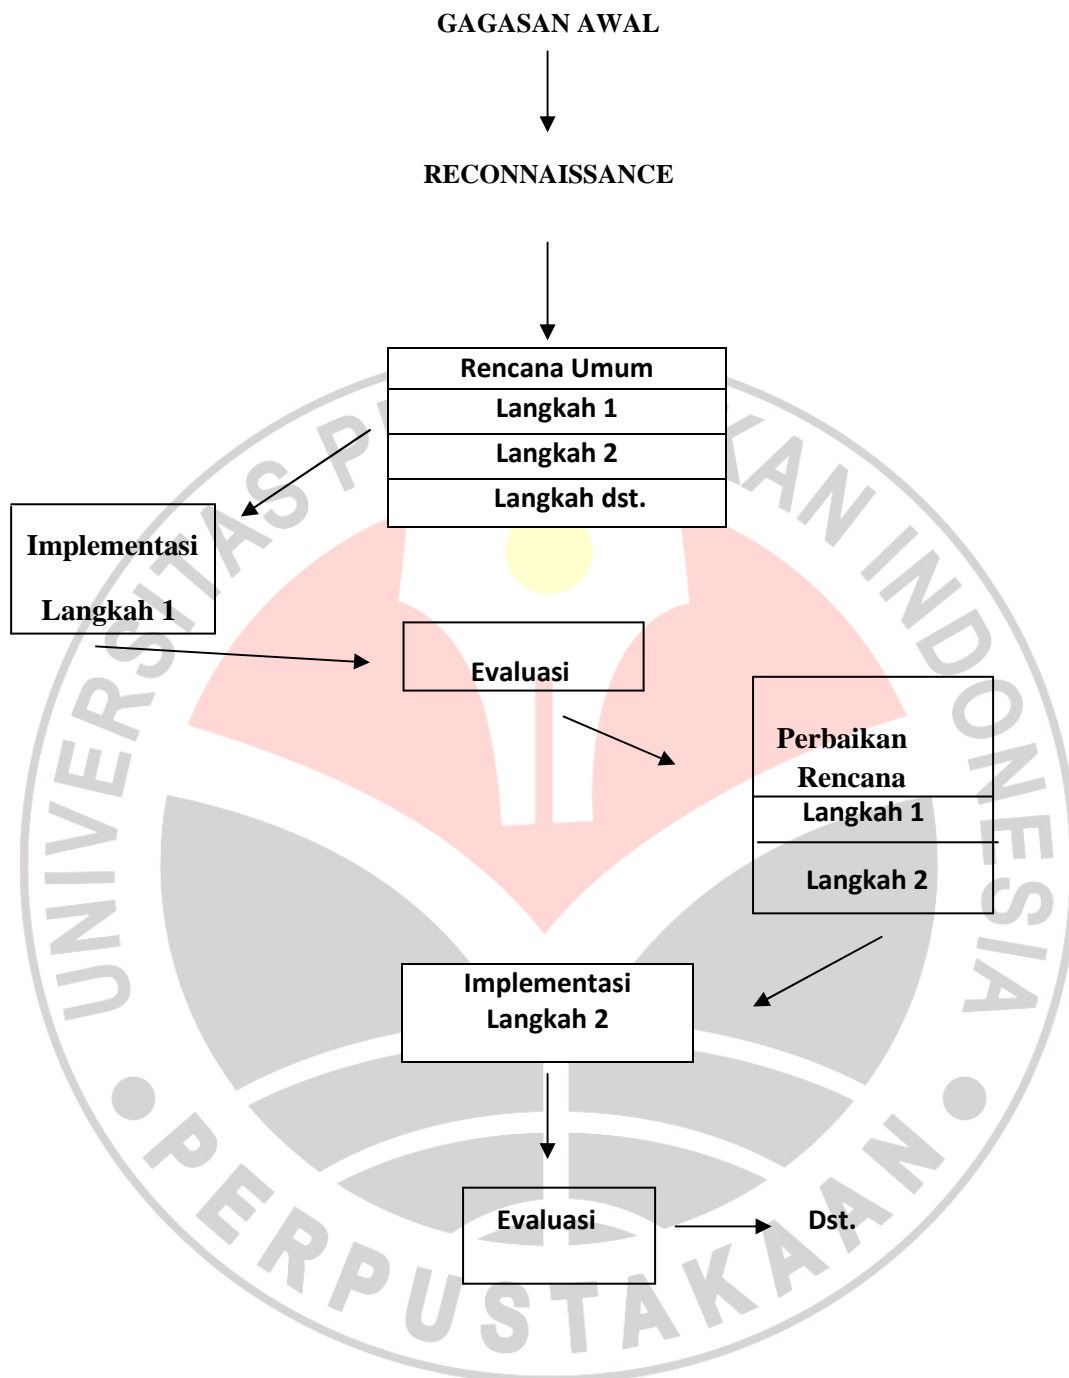 GAGASAN AWAL
RECONNAISSANCE
Rencana Umum
Langkah 1
Langkah 2
Langkah dst.
Implementasi
Langkah 1
Evaluasi
Perbaikan
Rencana
Langkah 1
Langkah 2
Implementasi
Langkah 2
Evaluasi
Dst.
UNIVERSITAS P KAN INDONESIA
PERPUSTAKAAN